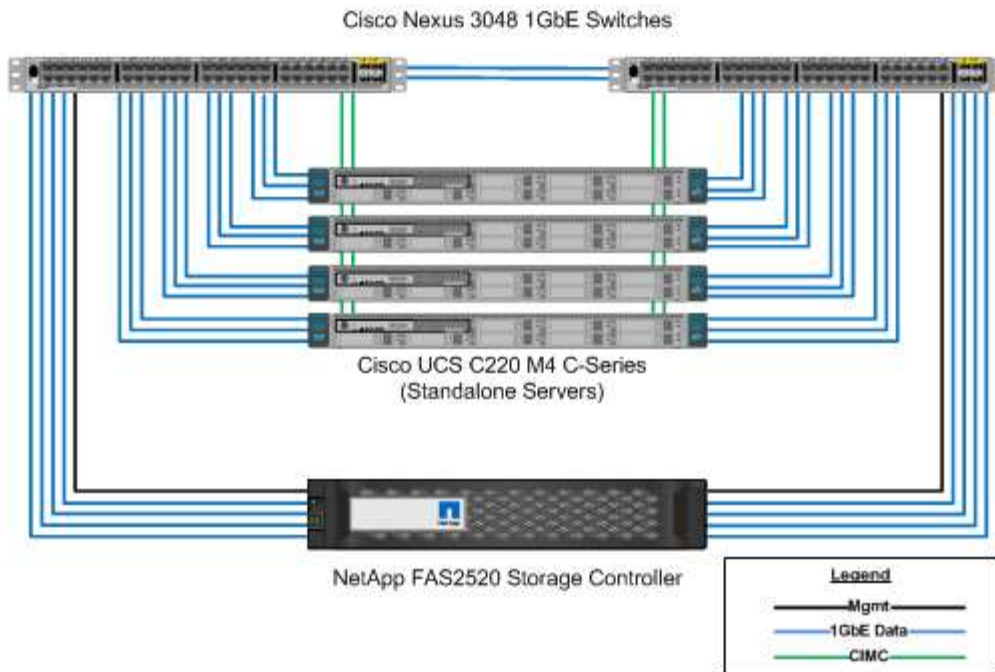 Cisco Nexus 3048 1GbE Switches
Cisco UCS C220 M4 C-Series
(Standalone Servers)
NetApp FAS2520 Storage Controller
Legend
Mgmt
1GbE Data
CIMC